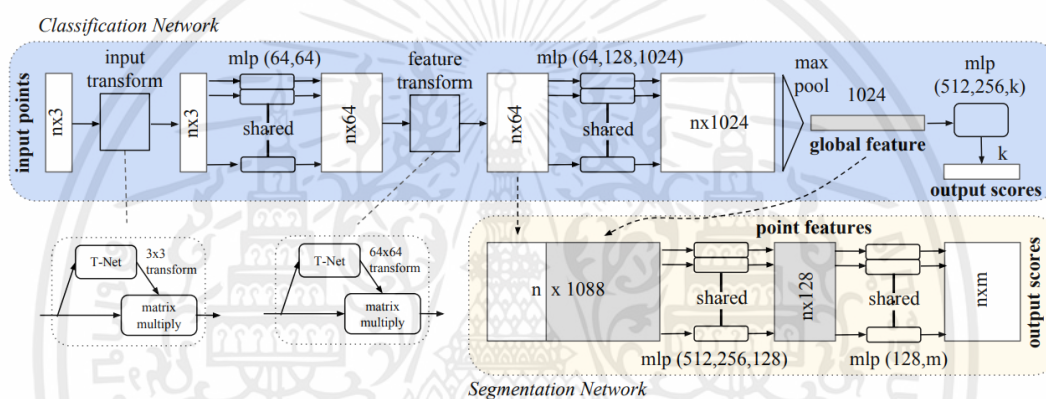 Classification Network
input points
nx3
input
transform
nx3
mlp (64,64)
shared
nx64
feature
transform
nx64
mlp (64,128,1024)
shared
nx1024
max
pool
1024
global feature
mlp
(512,256,k)
k
output scores
T-Net
3x3
transform
matrix
multiply
T-Net
64x64
transform
matrix
multiply
point features
n x 1088
shared
mlp (512,256,128)
nx128
shared
mlp (128,m)
nxm
output scores
Segmentation Network